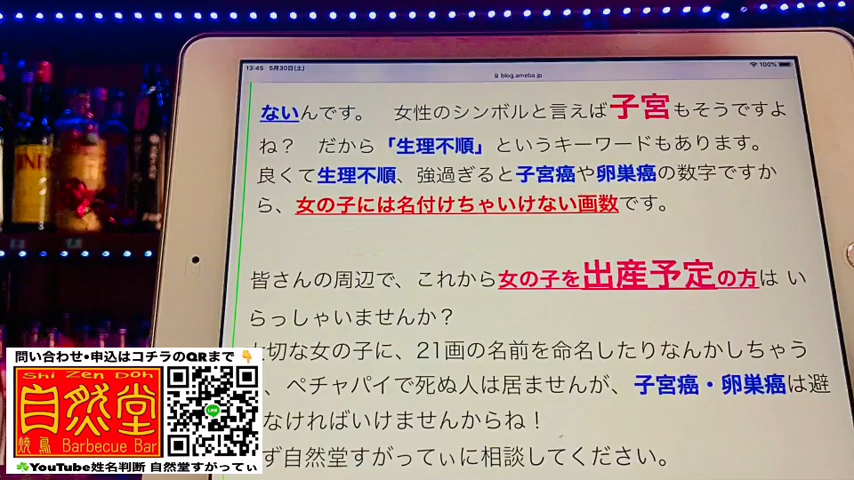 13:45 5月30日(土)
100%
blog.ameba.jp
ないんです。 女性のシンボルと言えば子宮もそうですよ
ね? だから「生理不順」というキーワードもあります。
良くて生理不順、強過ぎると子宮癌や卵巣癌の数字ですか
ら、女の子には名付けちゃいけない画数です。
皆さんの周辺で、これから女の子を出産予定の方は い
らっしゃいませんか?
切な女の子に、21画の名前を命名したりなんかしちゃう
、ペチャパイで死ぬ人は居ませんが、子宮癌・卵巣癌は避
なければいけませんからね!
ず自然堂すがってぃに相談してください。
問い合わせ・申込はコチラのQRまで👇
Shi Zen Doh
自然堂
焼鳥 Barbecue Bar
☘YouTube姓名判断 自然堂すがってぃ